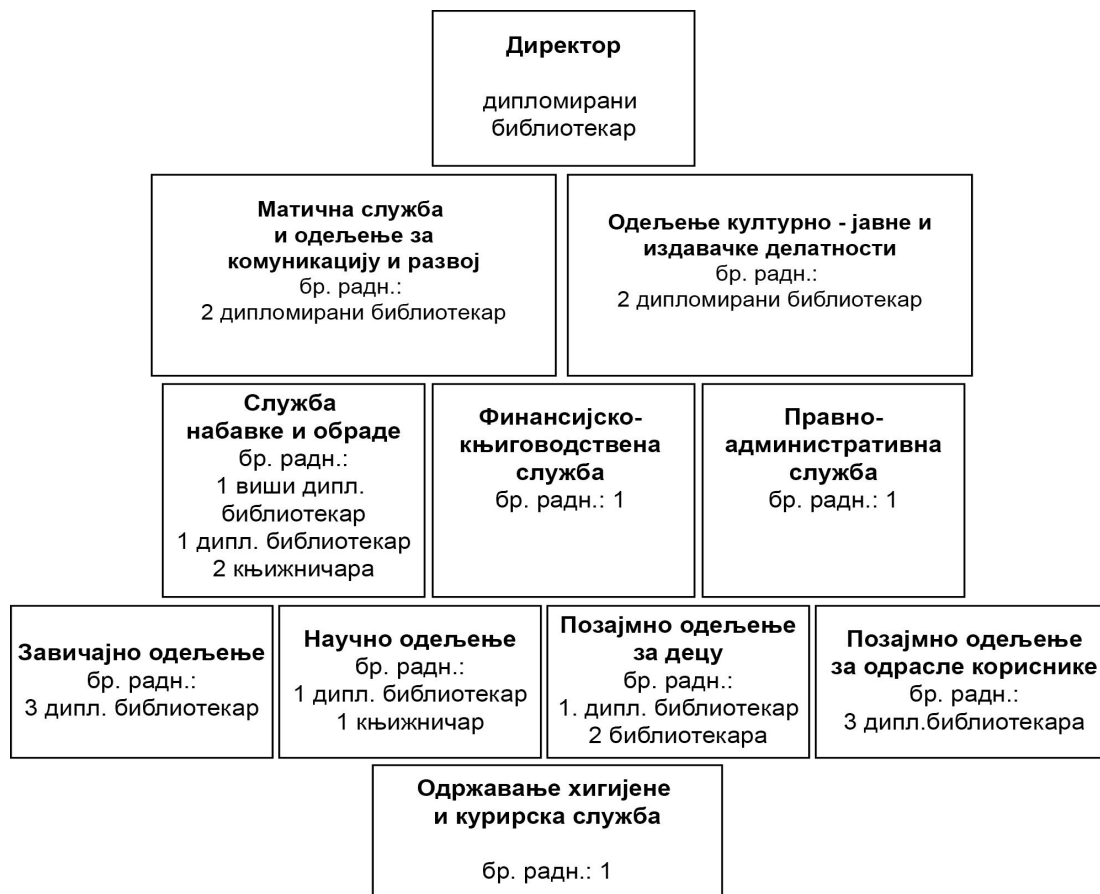 Директор
дипломирани
библиотекар
Матична служба
и одељење за
комуникацију и развој
бр. радн.:
2 дипломирани библиотекар
Одељење културно - јавне и
издавачке делатности
бр. радн.:
2 дипломирани библиотекар
Служба
набавке и обраде
бр. радн.:
1 виши дипл.
библиотекар
1 дипл. библиотекар
2 књижничара
Финансијско-
књиговодствена
служба
бр. радн.: 1
Правно-
административна
служба
бр. радн.: 1
Завичајно одељење
бр. радн.:
3 дипл. библиотекар
Научно одељење
бр. радн.:
1 дипл. библиотекар
1 књижничар
Позајмно одељење
за децу
бр. радн.:
1. дипл. библиотекар
2 библиотекара
Позајмно одељење
за одрасле кориснике
бр. радн.:
3 дипл.библиотекара
Одржавање хигијене
и курирска служба
бр. радн.: 1